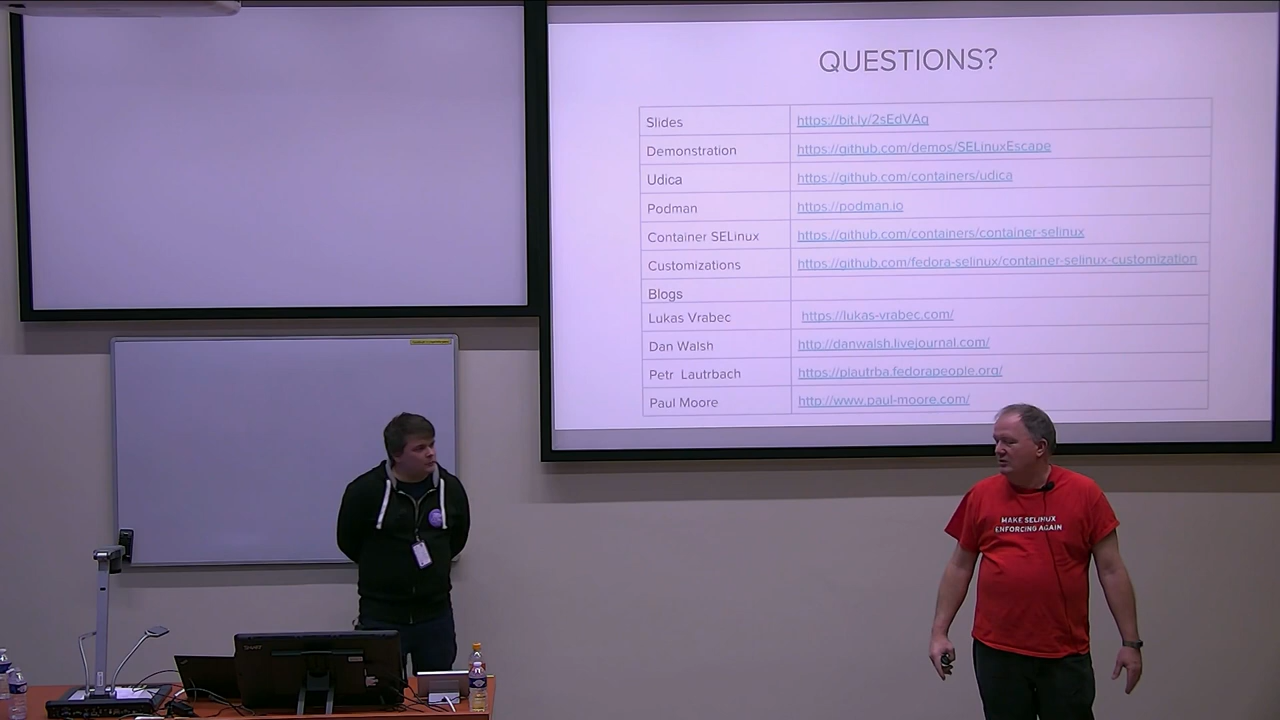 QUESTIONS?
Slides https://bit.ly/2sEdVAq
Demonstration https://github.com/demos/SELinuxEscape
Udica https://github.com/containers/udica
Podman https://podman.io
Container SELinux https://github.com/containers/container-selinux
Customizations https://github.com/fedora-selinux/container-selinux-customization
Blogs
Lukas Vrabec https://lukas-vrabec.com/
Dan Walsh http://danwalsh.livejournal.com/
Petr Lautrbach https://plautrba.fedorapeople.org/
Paul Moore http://www.paul-moore.com/
MAKE SELINUX
ENFORCING AGAIN